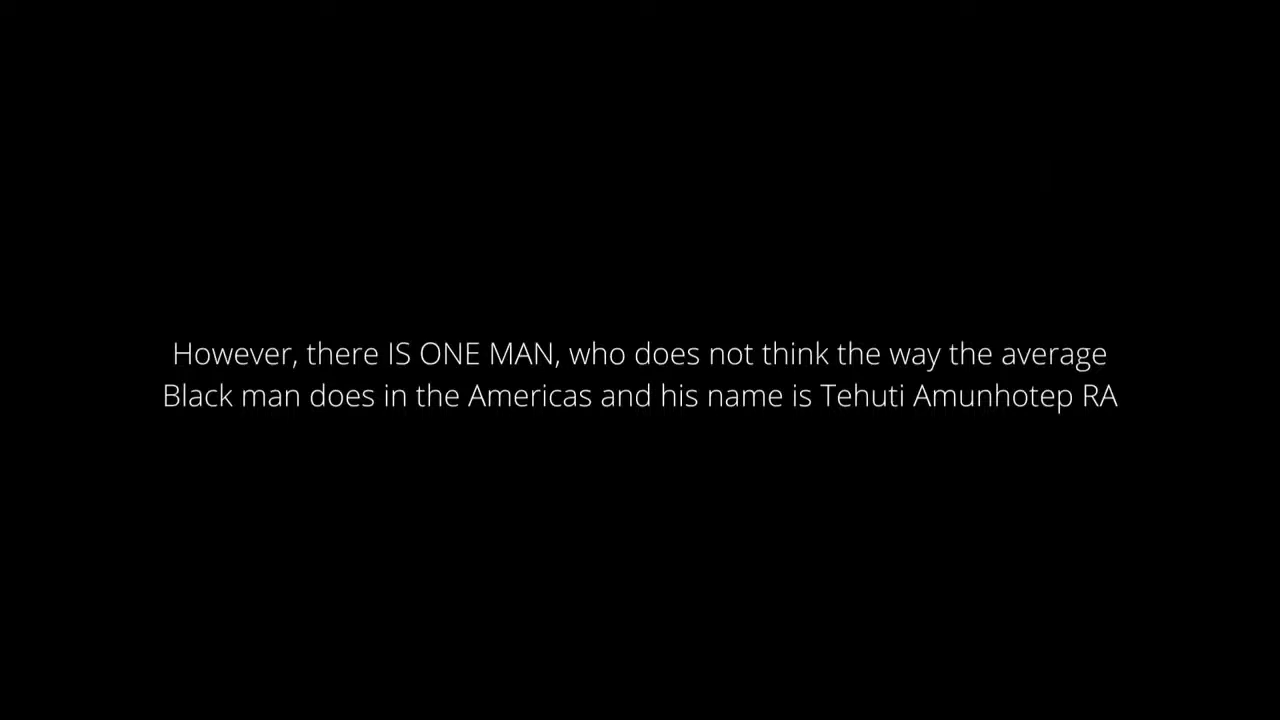 However, there IS ONE MAN, who does not think the way the average
Black man does in the Americas and his name is Tehuti Amunhotep RA